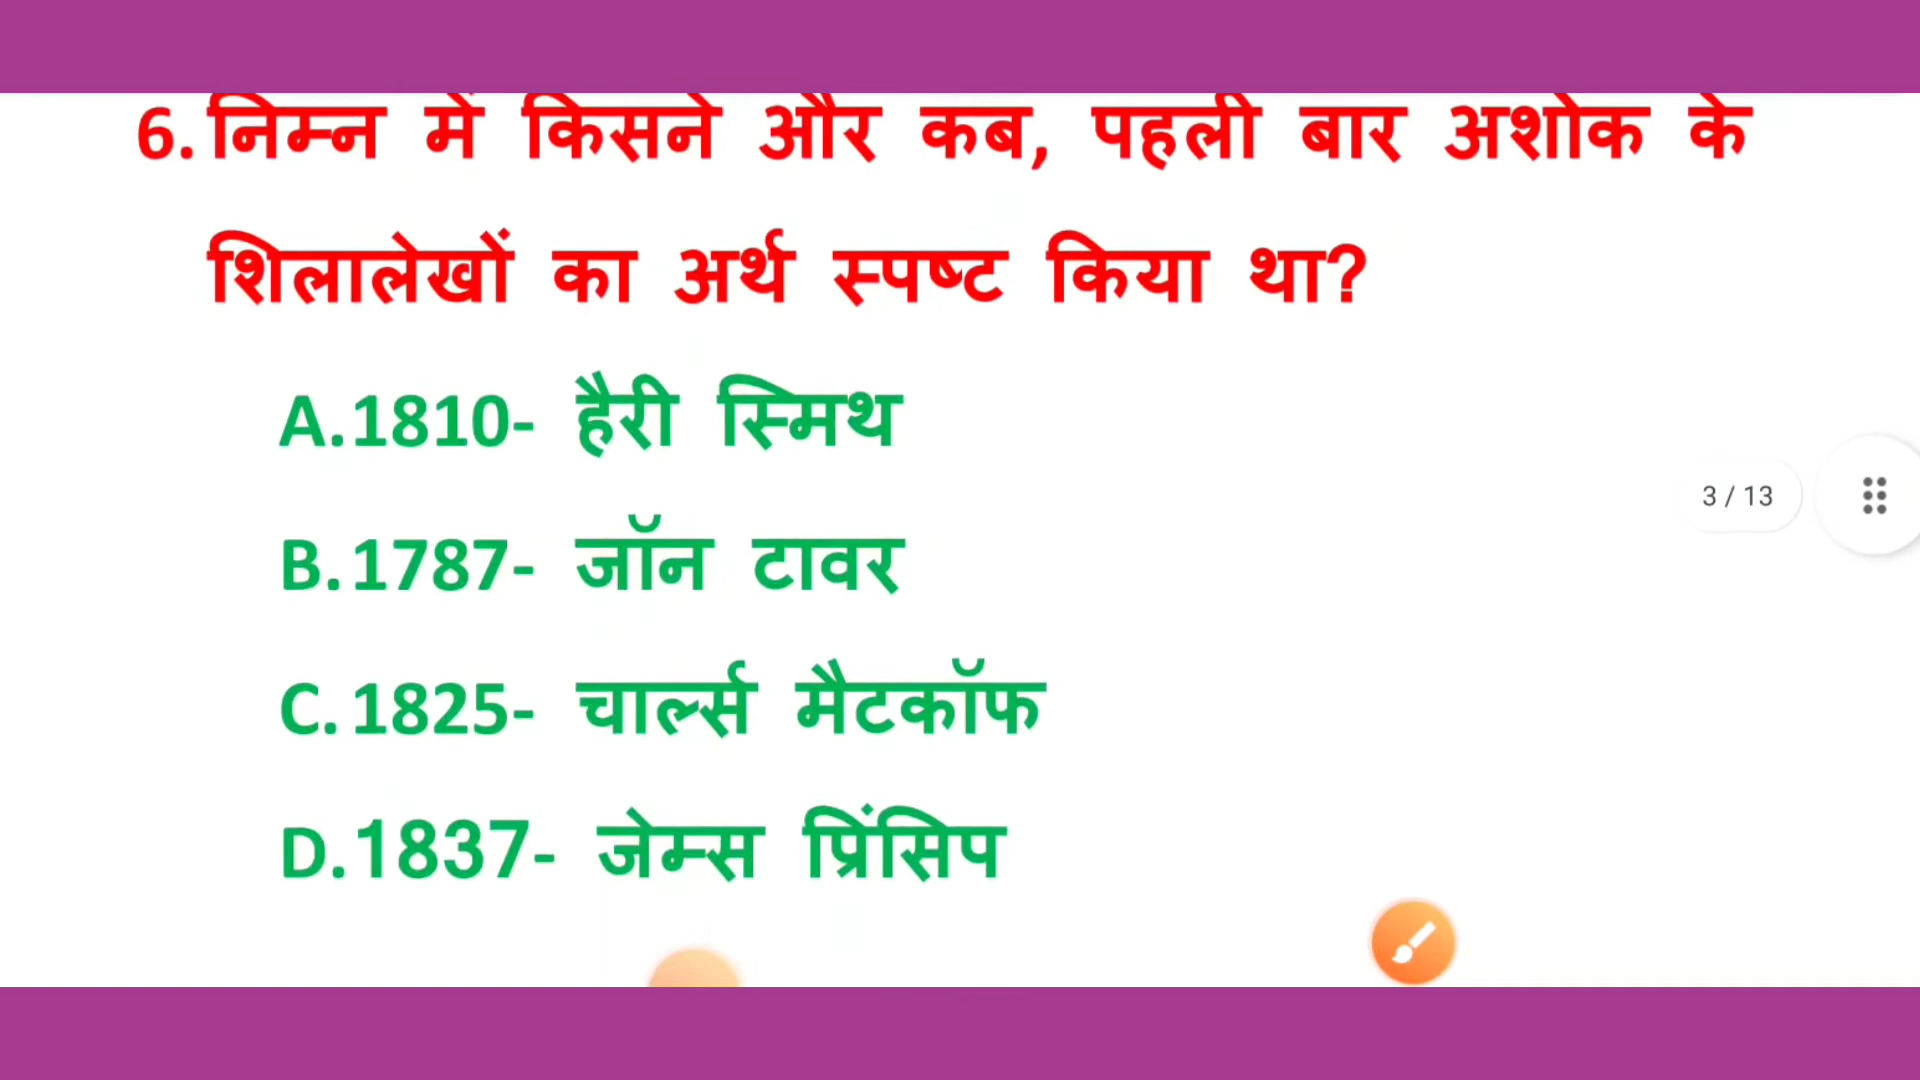 6. निम्न में किसने और कब, पहली बार अशोक के
शिलालेखों का अर्थ स्पष्ट किया था?
A. 1810- हैरी स्मिथ
B. 1787- जॉन टावर
3 / 13
C. 1825- चार्ल्स मैटकॉफ
D. 1837- जेम्स प्रिंसिप